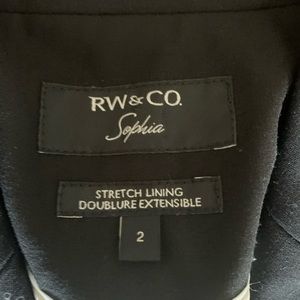 RW&CO.
Sophia
STRETCH LINING
DOUBLURE EXTENSIBLE
2